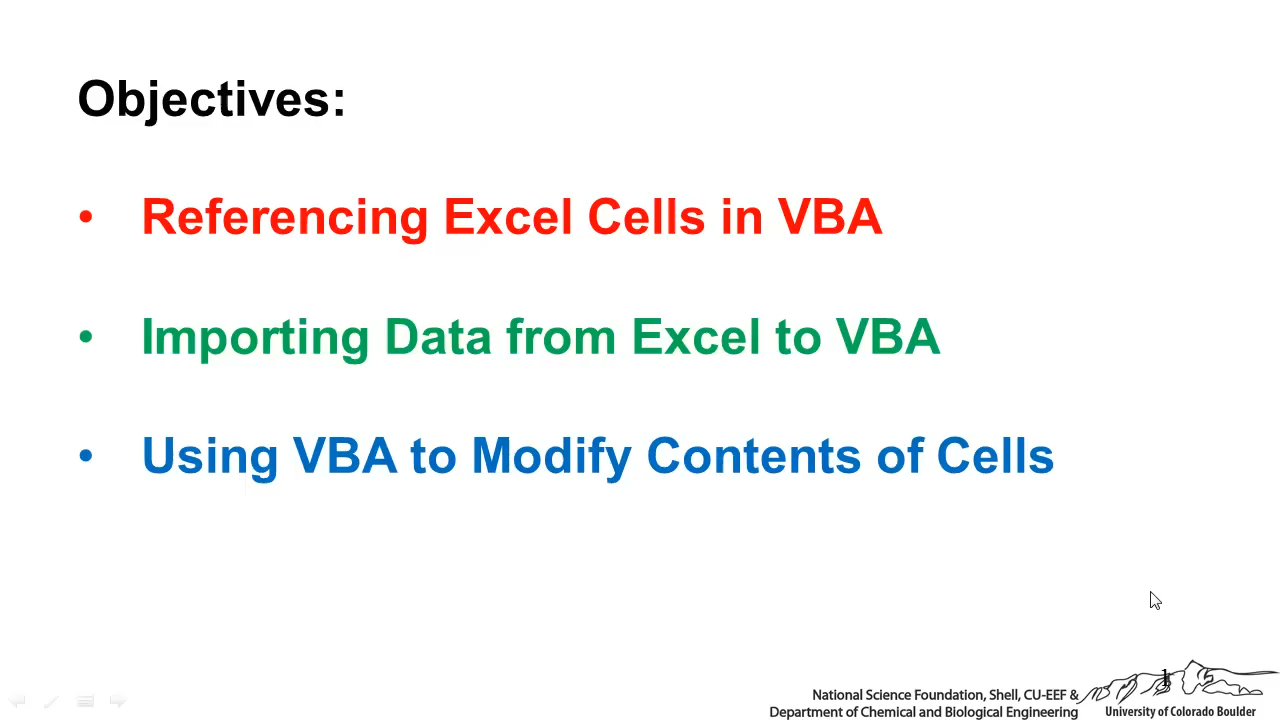 Objectives:
• Referencing Excel Cells in VBA
• Importing Data from Excel to VBA
• Using VBA to Modify Contents of Cells
1
National Science Foundation, Shell, CU-EEF &
Department of Chemical and Biological Engineering
University of Colorado Boulder